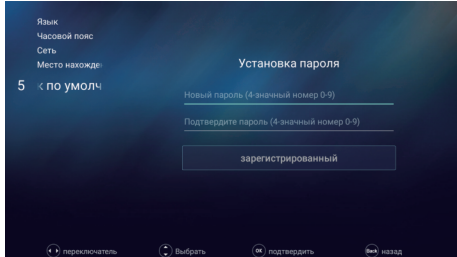 Язык
Часовой пояс
Сеть
Место нахожде
5 к по умолч
Установка пароля
Новый пароль (4-значный номер 0-9)
Подтвердите пароль (4-значный номер 0-9)
зарегистрированный
переключатель Выбрать OK подтвердить Back назад